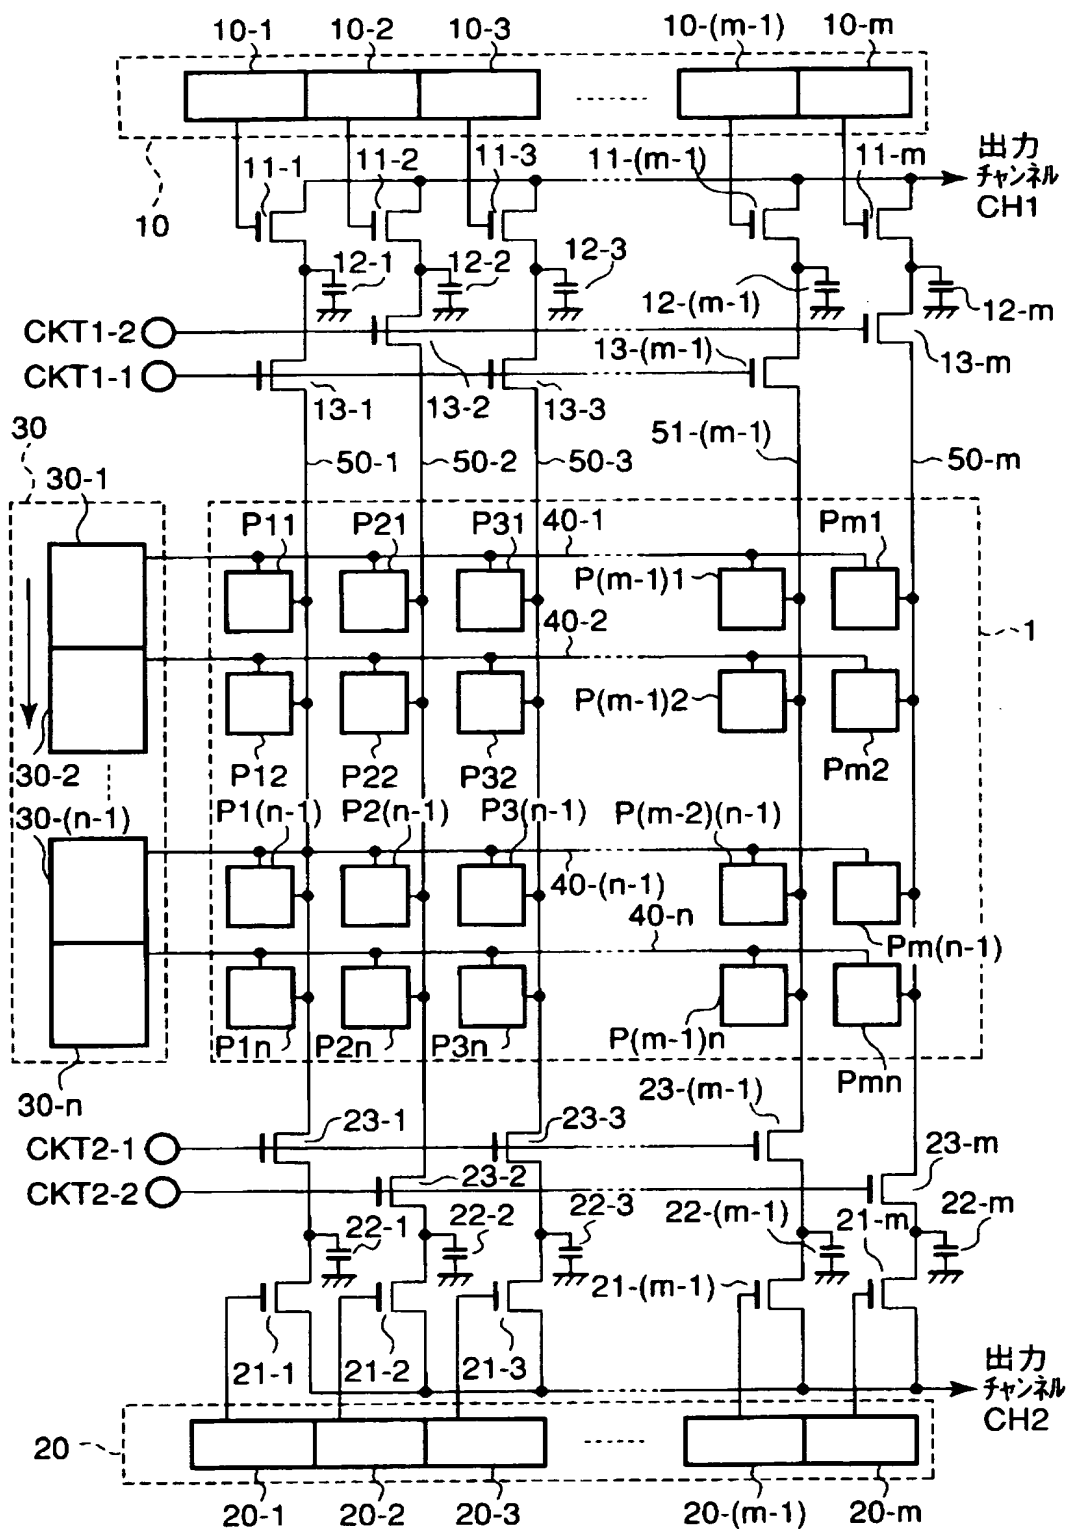 10-1 10-2 10-3 10-(m-1) 10-m
11-1 11-2 11-3 11-(m-1) 11-m
出力
チャンネル
CH1
10
12-1 12-2 12-3
12-(m-1) 12-m
CKT1-2
13-(m-1) 13-m
CKT1-1
13-1 13-2 13-3
30
51-(m-1)
50-1 50-2 50-3 50-m
30-1
P11 P21 P31 40-1 Pm1
P(m-1)1
40-2
1
P(m-1)2
30-2
P12 P22 P32 Pm2
30-(n-1)
P1(n-1) P2(n-1) P3(n-1) P(m-2)(n-1)
40-(n-1)
40-n
Pm(n-1)
P1n P2n P3n P(m-1)n
Pmn
30-n
23-(m-1)
23-1 23-3
CKT2-1
23-2 23-m
CKT2-2
22-1 22-2 22-3 22-(m-1) 21-m 22-m
21-(m-1)
21-1 21-2 21-3
出力
チャンネル
CH2
20
20-1 20-2 20-3 20-(m-1) 20-m